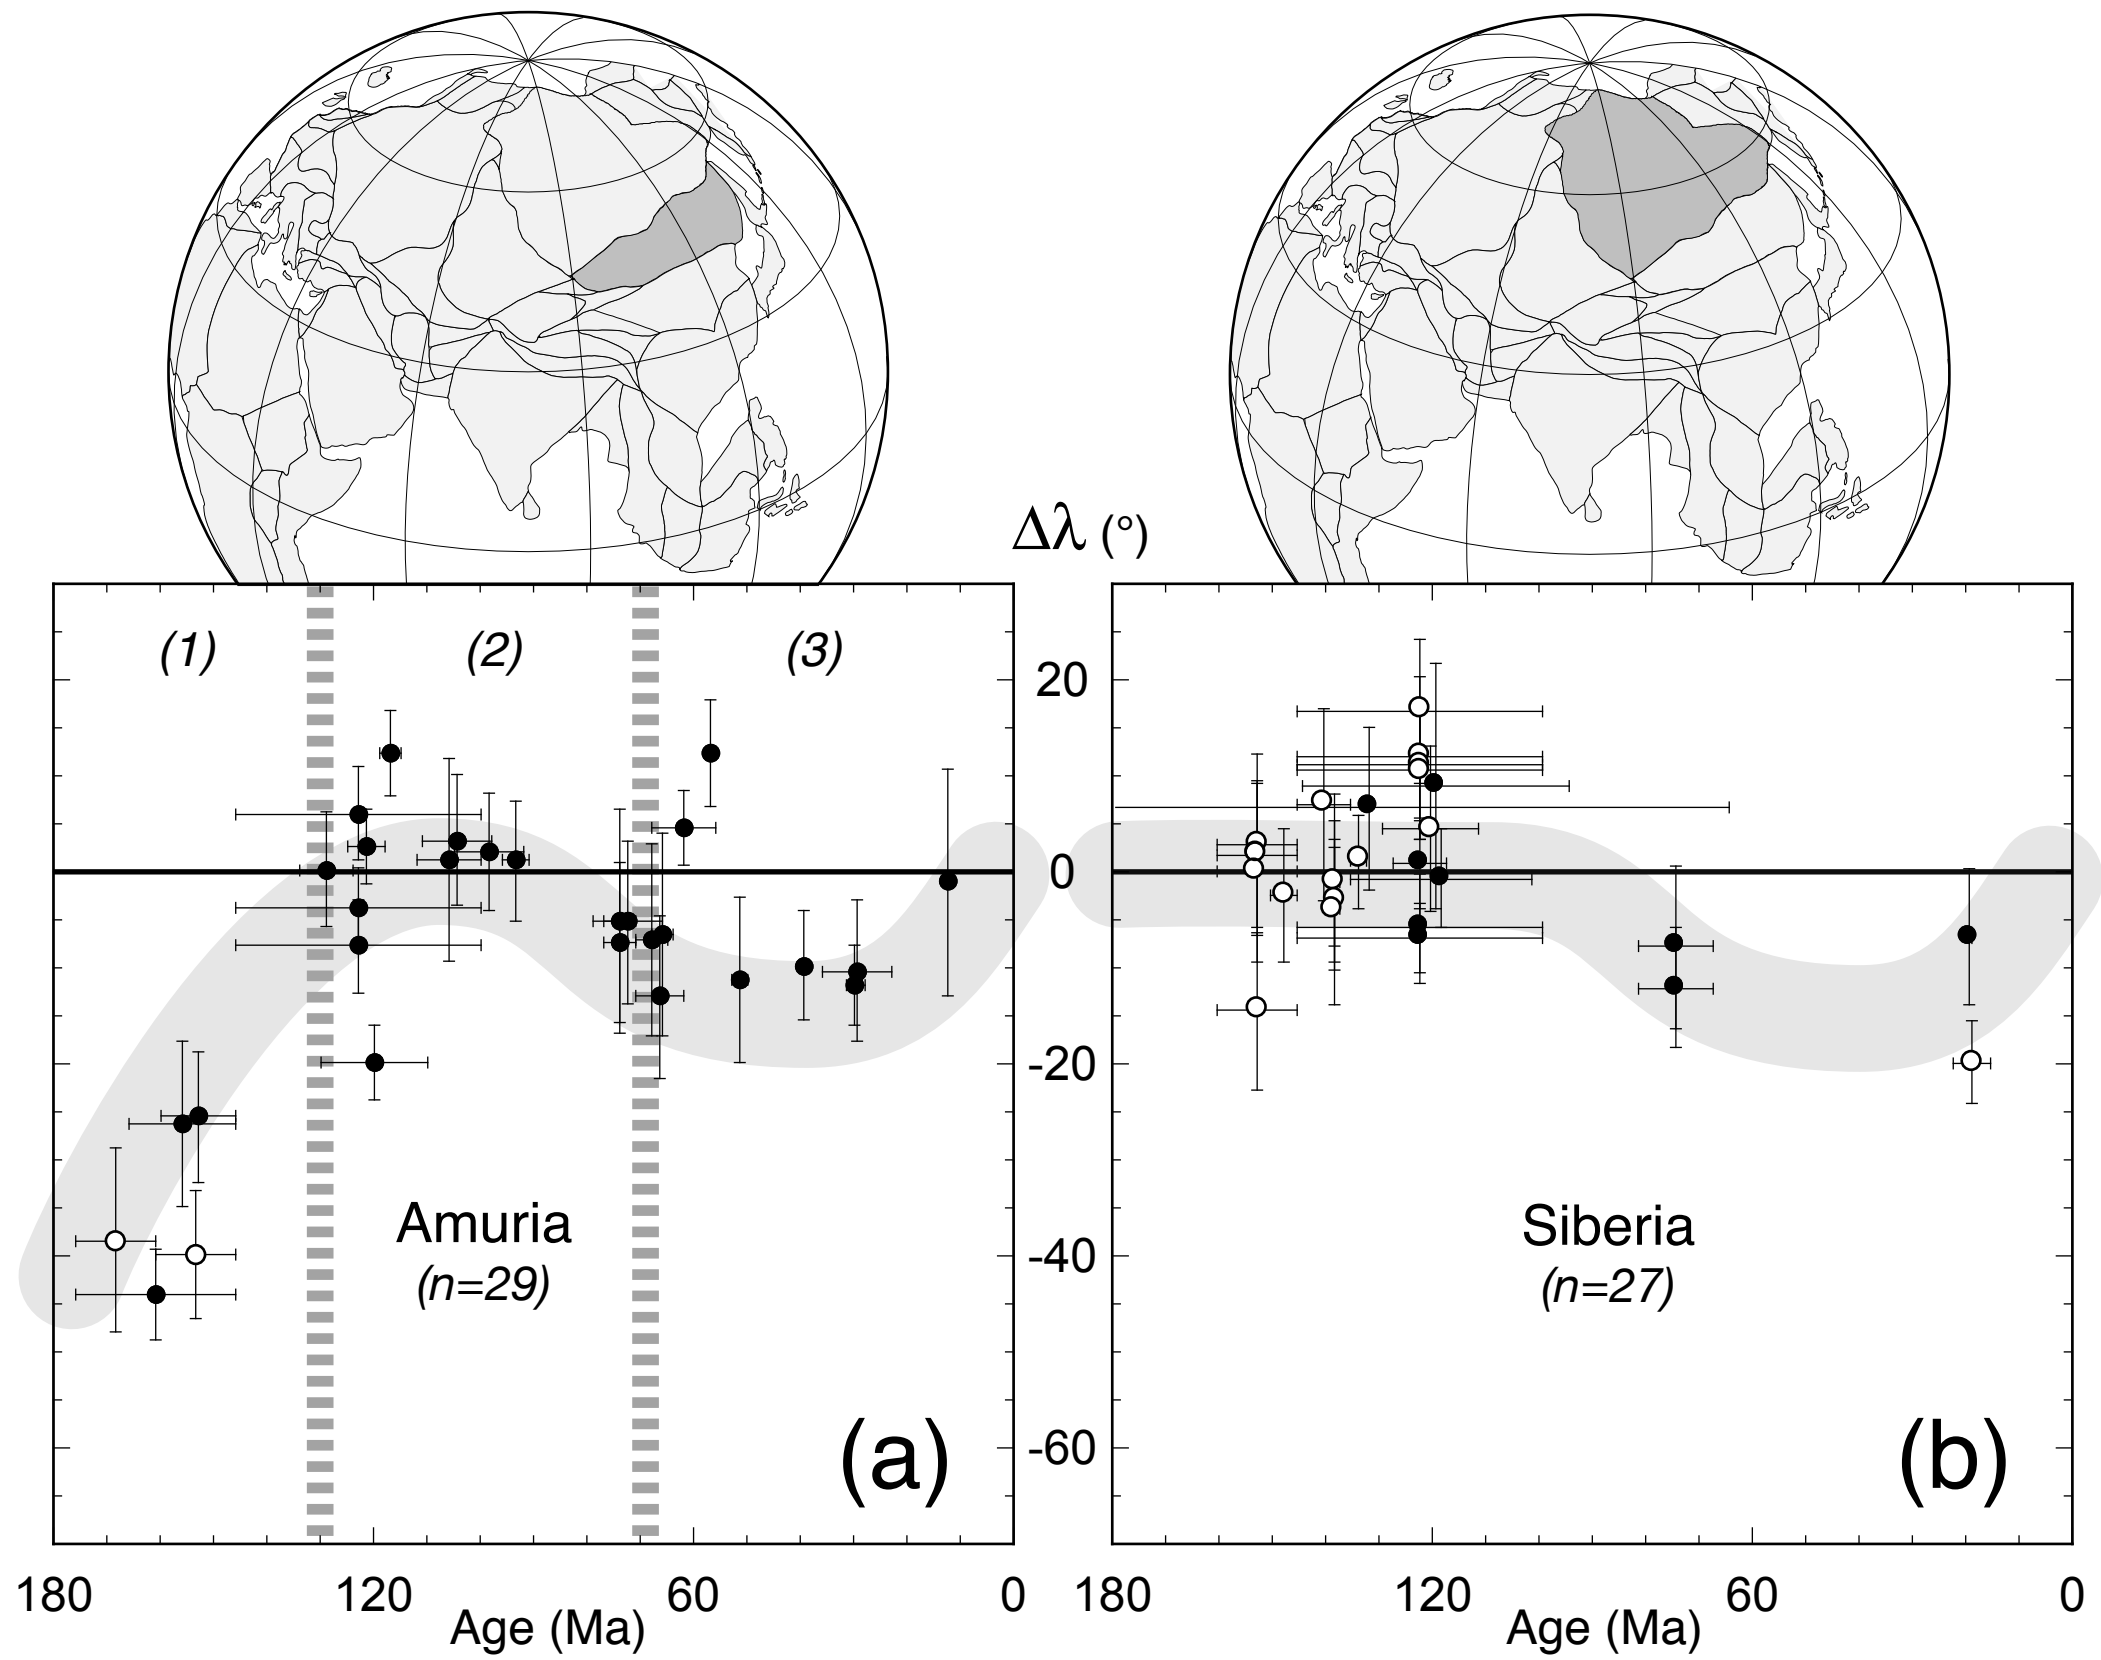 Δλ (°)
(1) (2) (3)
20
0
-20
-40
-60
Amuria
(n=29)
(a)
Siberia
(n=27)
(b)
180 120 60 0
Age (Ma)
180 120 60 0
Age (Ma)